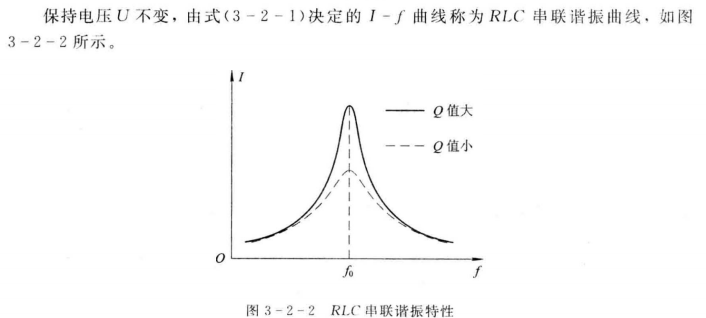 保持电压U不变，由式(3-2-1)决定的I-f曲线称为RLC串联谐振曲线，如图
3-2-2所示。
I
Q值大
Q值小
O
f₀
f
图3-2-2 RLC串联谐振特性